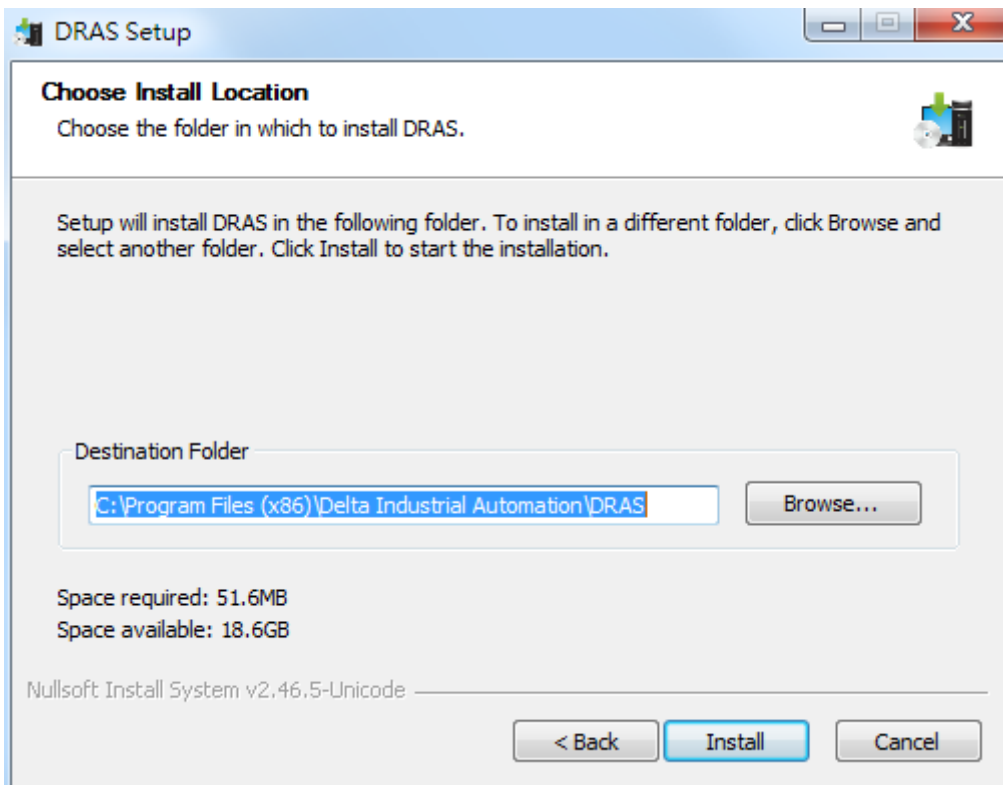 DRAS Setup
Choose Install Location
Choose the folder in which to install DRAS.
Setup will install DRAS in the following folder. To install in a different folder, click Browse and
select another folder. Click Install to start the installation.
Destination Folder
C:\Program Files (x86)\Delta Industrial Automation\DRAS
Browse...
Space required: 51.6MB
Space available: 18.6GB
Nullsoft Install System v2.46.5-Unicode
< Back Install Cancel